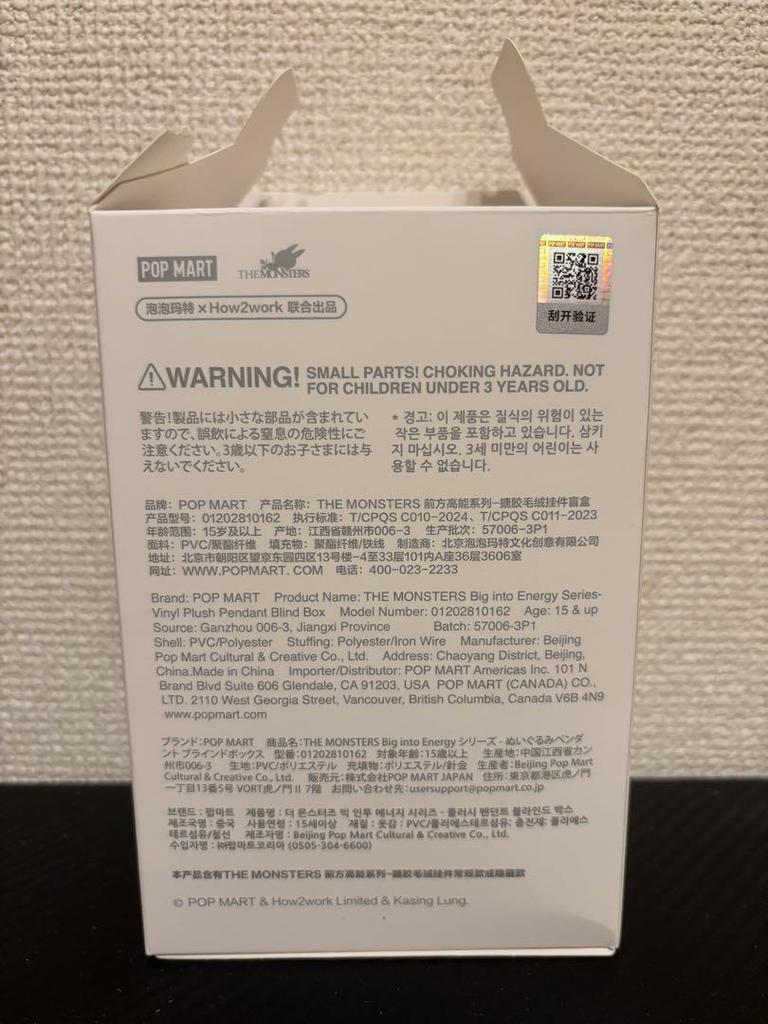 POP MART
THE MONSTERS
泡泡玛特 × How2work 联合出品
刮开验证
WARNING! SMALL PARTS! CHOKING HAZARD. NOT
FOR CHILDREN UNDER 3 YEARS OLD.
警告!製品には小さな部品が含まれてい
ますので、誤飲による窒息の危険性にご
注意ください。3歳以下のお子さまには与
えないでください。
* 경고: 이 제품은 질식의 위험이 있는
작은 부품을 포함하고 있습니다. 삼키
지 마십시오. 3세 미만의 어린이는 사
용할 수 없습니다.
品牌: POP MART 产品名称: THE MONSTERS 前方高能系列-搪胶毛绒挂件盲盒
产品型号: 01202810162 执行标准: T/CPQS C010-2024、T/CPQS C011-2023
年龄范围: 15岁及以上 产地: 江西省赣州市006-3 生产批次: 57006-3P1
面料: PVC/聚酯纤维 填充物: 聚酯纤维/铁线 制造商: 北京泡泡玛特文化创意有限公司
地址: 北京市朝阳区望京东园四区13号楼-4至33层101内A座36层3606室
网址: WWW.POPMART. COM 电话: 400-023-2233
Brand: POP MART Product Name: THE MONSTERS Big into Energy Series-
Vinyl Plush Pendant Blind Box Model Number: 01202810162 Age: 15 & up
Source: Ganzhou 006-3, Jiangxi Province Batch: 57006-3P1
Shell: PVC/Polyester Stuffing: Polyester/Iron Wire Manufacturer: Beijing
Pop Mart Cultural & Creative Co., Ltd. Address: Chaoyang District, Beijing,
China.Made in China Importer/Distributor: POP MART Americas Inc. 101 N
Brand Blvd Suite 606 Glendale, CA 91203, USA POP MART (CANADA) CO.,
LTD. 2110 West Georgia Street, Vancouver, British Columbia, Canada V6B 4N9
www.popmart.com
ブランド:POP MART 商品名:THE MONSTERS Big into Energy シリーズ - ぬいぐるみペンダ
ント ブラインドボックス 型番:01202810162 対象年齢:15歳以上 生産地:中国江西省カン
州市006-3 生地:PVC/ポリエステル 充填物:ポリエステル/針金 生産者:Beijing Pop Mart
Cultural & Creative Co., Ltd. 販売元:株式会社POP MART JAPAN 住所:東京都港区虎ノ門
一丁目13番5号 VORT虎ノ門 II 7階 お問い合わせ先:usersupport@popmart.co.jp
브랜드 : 팝마트 제품명 : 더 몬스터즈 빅 인투 에너지 시리즈 - 플러시 펜던트 블라인드 박스
제조국명 : 중국 사용연령 : 15세이상 재질 : 옷감 : PVC/폴리에스테르섬유: 충전재: 폴리에스
테르섬유/철선 제조자명 : Beijing Pop Mart Cultural & Creative Co., Ltd.
수입자명 : ㈜팝마트코리아 (0505-304-6600)
本产品含有THE MONSTERS 前方高能系列-搪胶毛绒挂件常规款或隐藏款
© POP MART & How2work Limited & Kasing Lung.